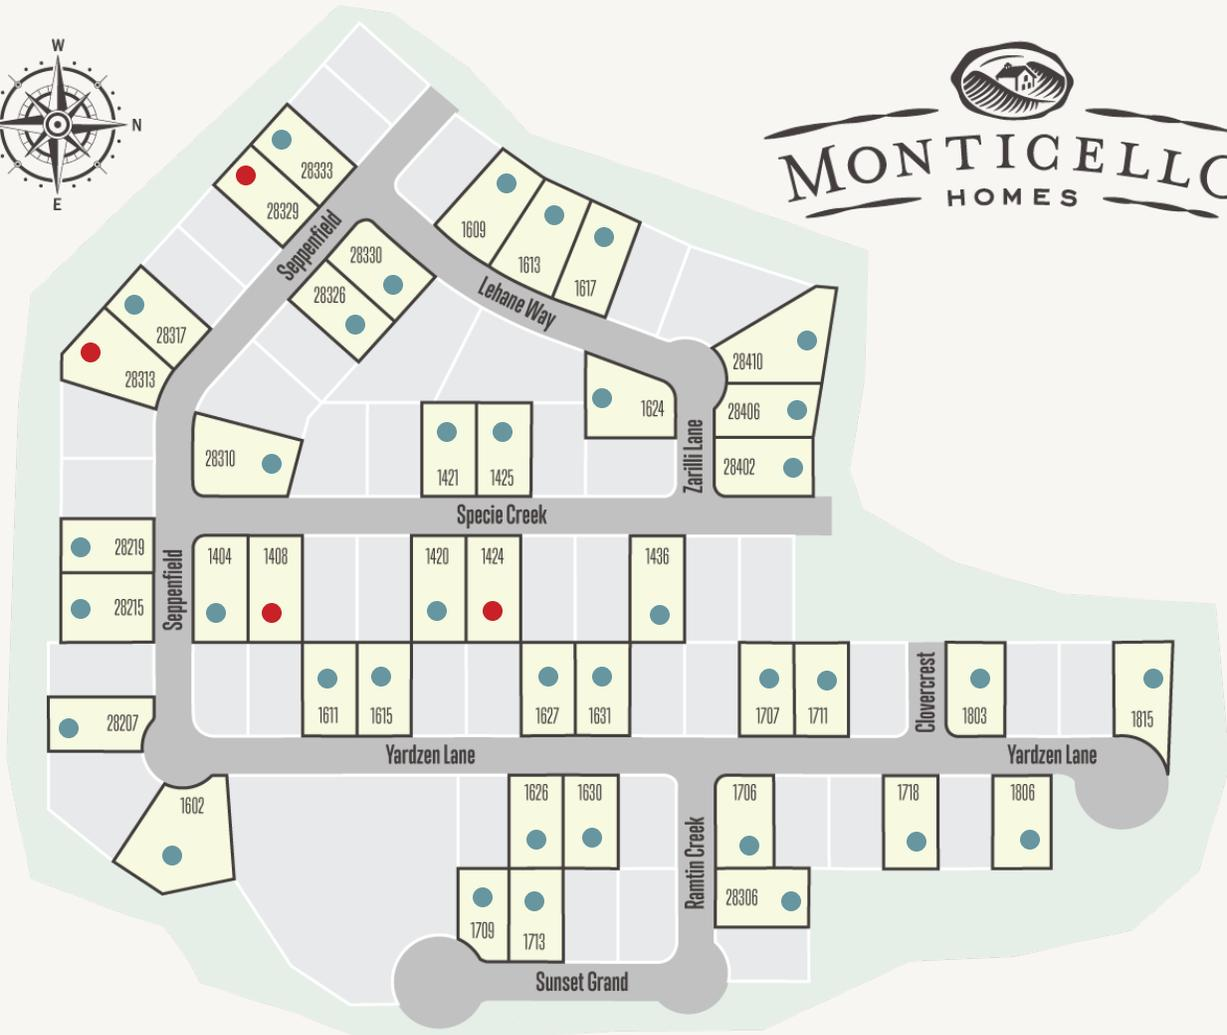 W
N
E
MONTICELLO
HOMES
28333
28329
Seppenfield
28330
28326
1609
1613
1617
Lehane Way
28317
28313
28410
28406
28402
1624
Zarilli Lane
28310
1421
1425
Specie Creek
28219
28215
Seppenfield
1404
1408
1420
1424
1436
1611
1615
1627
1631
1707
1711
Clovercrest
1803
1815
28207
Yardzen Lane
Yardzen Lane
1602
1626
1630
1706
1718
1806
Ramtin Creek
28306
1709
1713
Sunset Grand